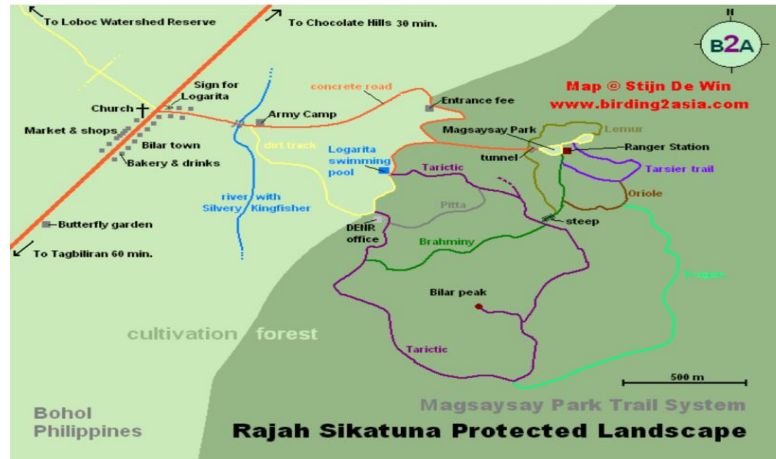 To Loboc Watershed Reserve
To Chocolate Hills 30 min.
B2A
Sign for
Logarita
concrete road
Map @ Stijn De Win
www.birding2asia.com
Church
Entrance fee
Army Camp
Market & shops
Magsaysay Park
Lemur
Bilar town
dirt track
Logarita
swimming
pool
Ranger Station
Bakery & drinks
tunnel
Tarictic
Tarsier trail
river with
Silvery Kingfisher
Pitta
Oriole
Butterfly garden
DENR
office
steep
Brahminy
To Tagbiliran 60 min.
Bilar peak
cultivation forest
Tarictic
500 m
Bohol
Philippines
Magsaysay Park Trail System
Rajah Sikatuna Protected Landscape